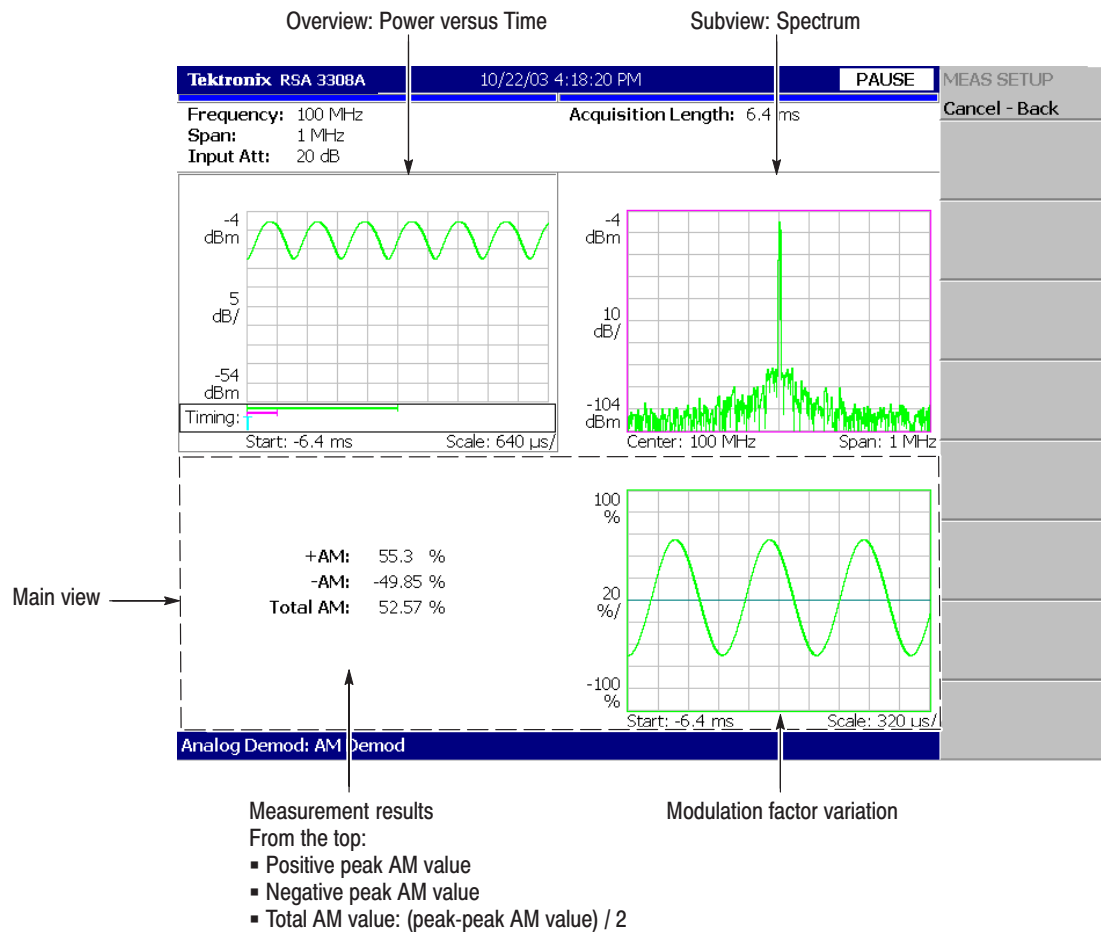 Overview: Power versus Time
Subview: Spectrum
Tektronix RSA 3308A 10/22/03 4:18:20 PM PAUSE MEAS SETUP
Cancel - Back
Frequency: 100 MHz
Acquisition Length: 6.4 ms
Span: 1 MHz
Input Att: 20 dB
-4
dBm
5
dB/
-54
dBm
Timing:
T
Start: -6.4 ms Scale: 640 µs/
-4
dBm
10
dB/
-104
dBm
Center: 100 MHz Span: 1 MHz
Main view
+AM: 55.3 %
-AM: -49.85 %
Total AM: 52.57 %
100
%
20
%/
-100
%
Start: -6.4 ms Scale: 320 µs/
Analog Demod: AM Demod
Measurement results
From the top:
▪ Positive peak AM value
▪ Negative peak AM value
▪ Total AM value: (peak-peak AM value) / 2
Modulation factor variation